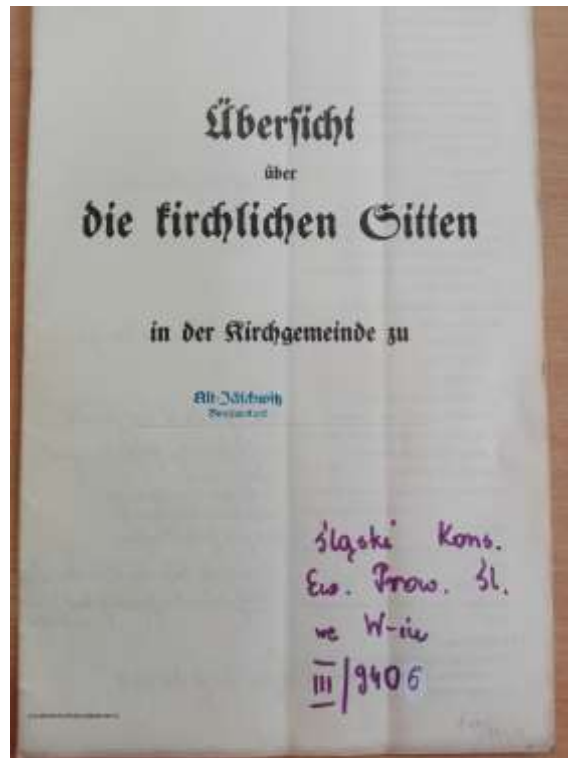 Übersicht
über
die kirchlichen Sitten
in der Kirchgemeinde zu
Alt-Jäschwitz
śląski Kons.
Ew. Prow. Śl.
we W-iu
III/9406